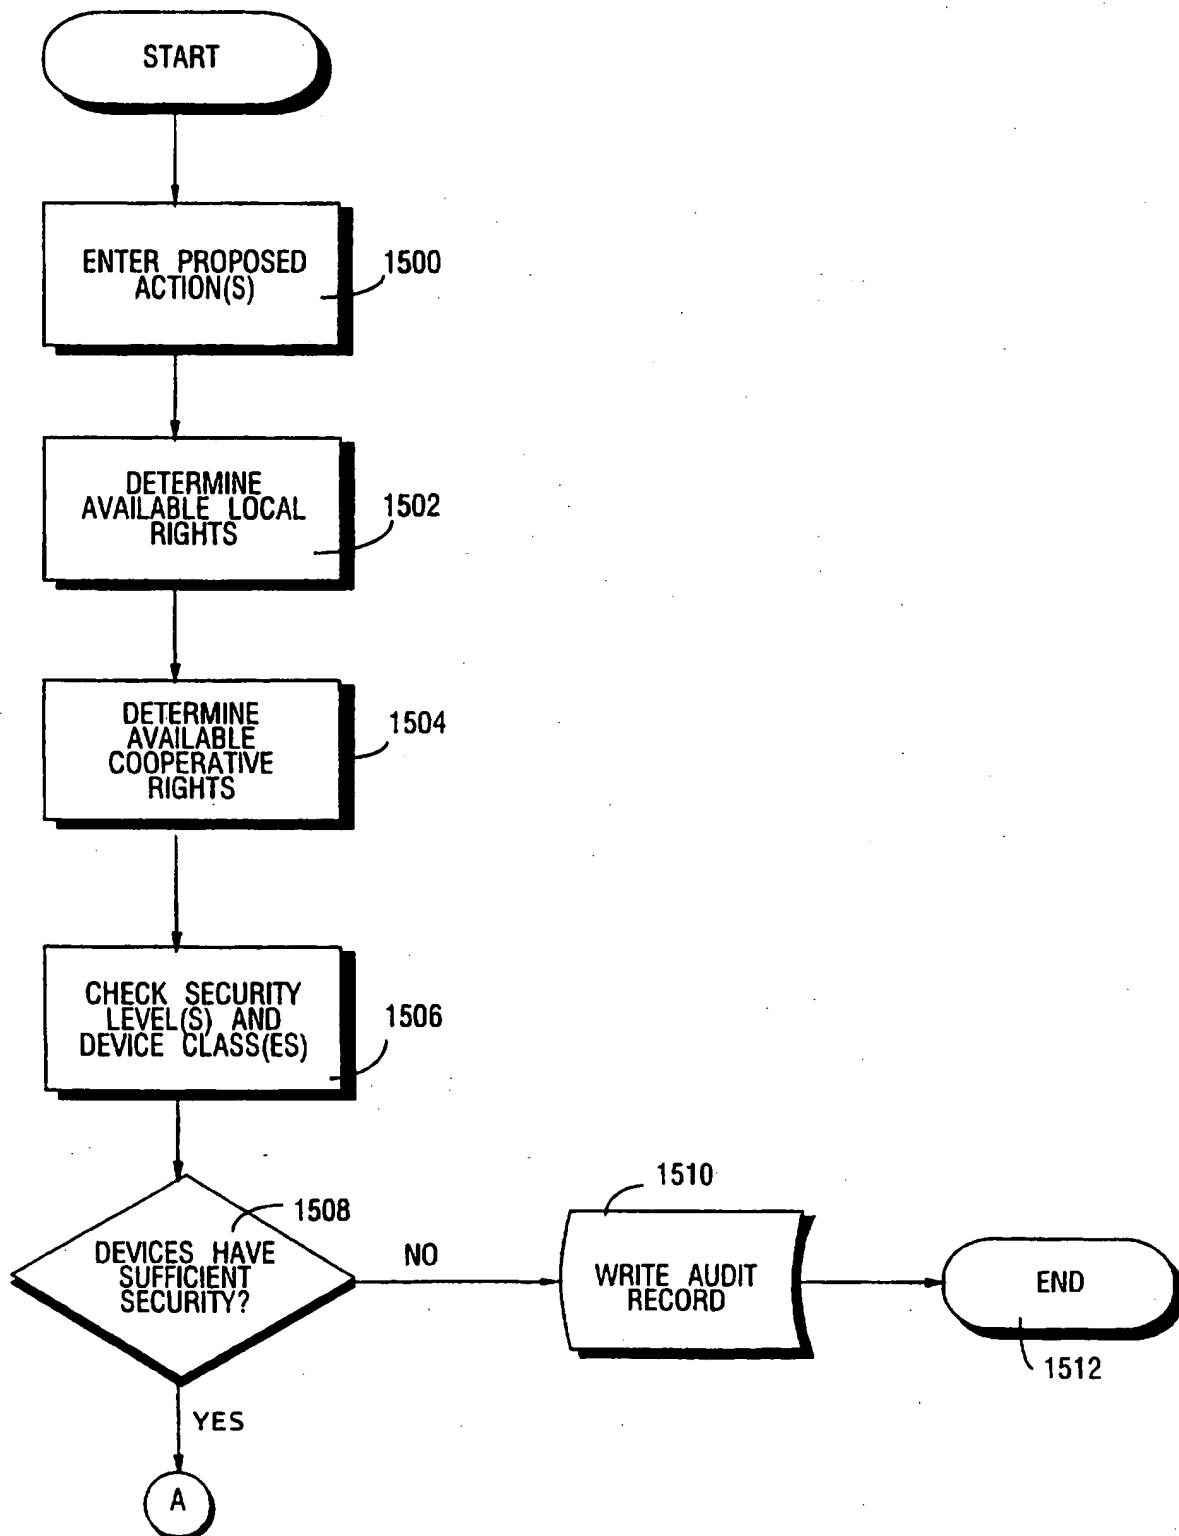 START
ENTER PROPOSED
ACTION(S)
1500
DETERMINE
AVAILABLE LOCAL
RIGHTS
1502
DETERMINE
AVAILABLE
COOPERATIVE
RIGHTS
1504
CHECK SECURITY
LEVEL(S) AND
DEVICE CLASS(ES)
1506
1508
DEVICES HAVE
SUFFICIENT
SECURITY?
NO
1510
WRITE AUDIT
RECORD
END
1512
YES
A